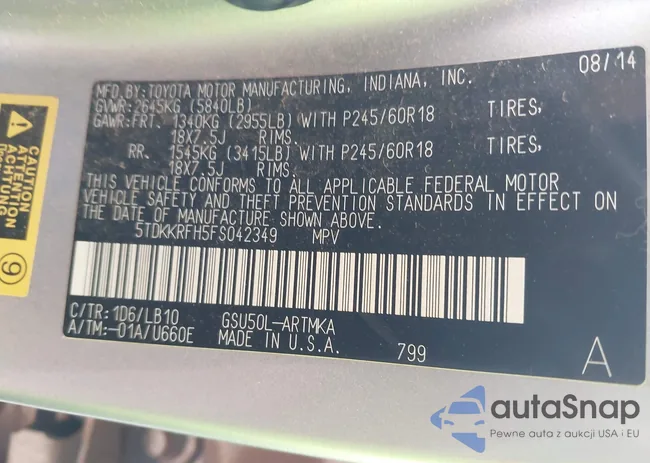 08/14
MFD.BY:TOYOTA MOTOR MANUFACTURING, INDIANA, INC.
GVWR:2645KG (5840LB)
GAWR:FRT. 1340KG (2955LB) WITH P245/60R18 TIRES,
18X7.5J RIMS.
RR. 1545KG (3415LB) WITH P245/60R18 TIRES,
18X7.5J RIMS.
THIS VEHICLE CONFORMS TO ALL APPLICABLE FEDERAL MOTOR
VEHICLE SAFETY AND THEFT PREVENTION STANDARDS IN EFFECT ON
THE DATE OF MANUFACTURE SHOWN ABOVE.
5TDKKRFH5FS042349 MPV
C/TR:1D6/LB10 GSU50L-ARTMKA
A/TM:-01A/U660E MADE IN U.S.A. 799
A
CAUTION
ATTENTION
ACHTUNG
9
autaSnap
Pewne auta z aukcji USA i EU